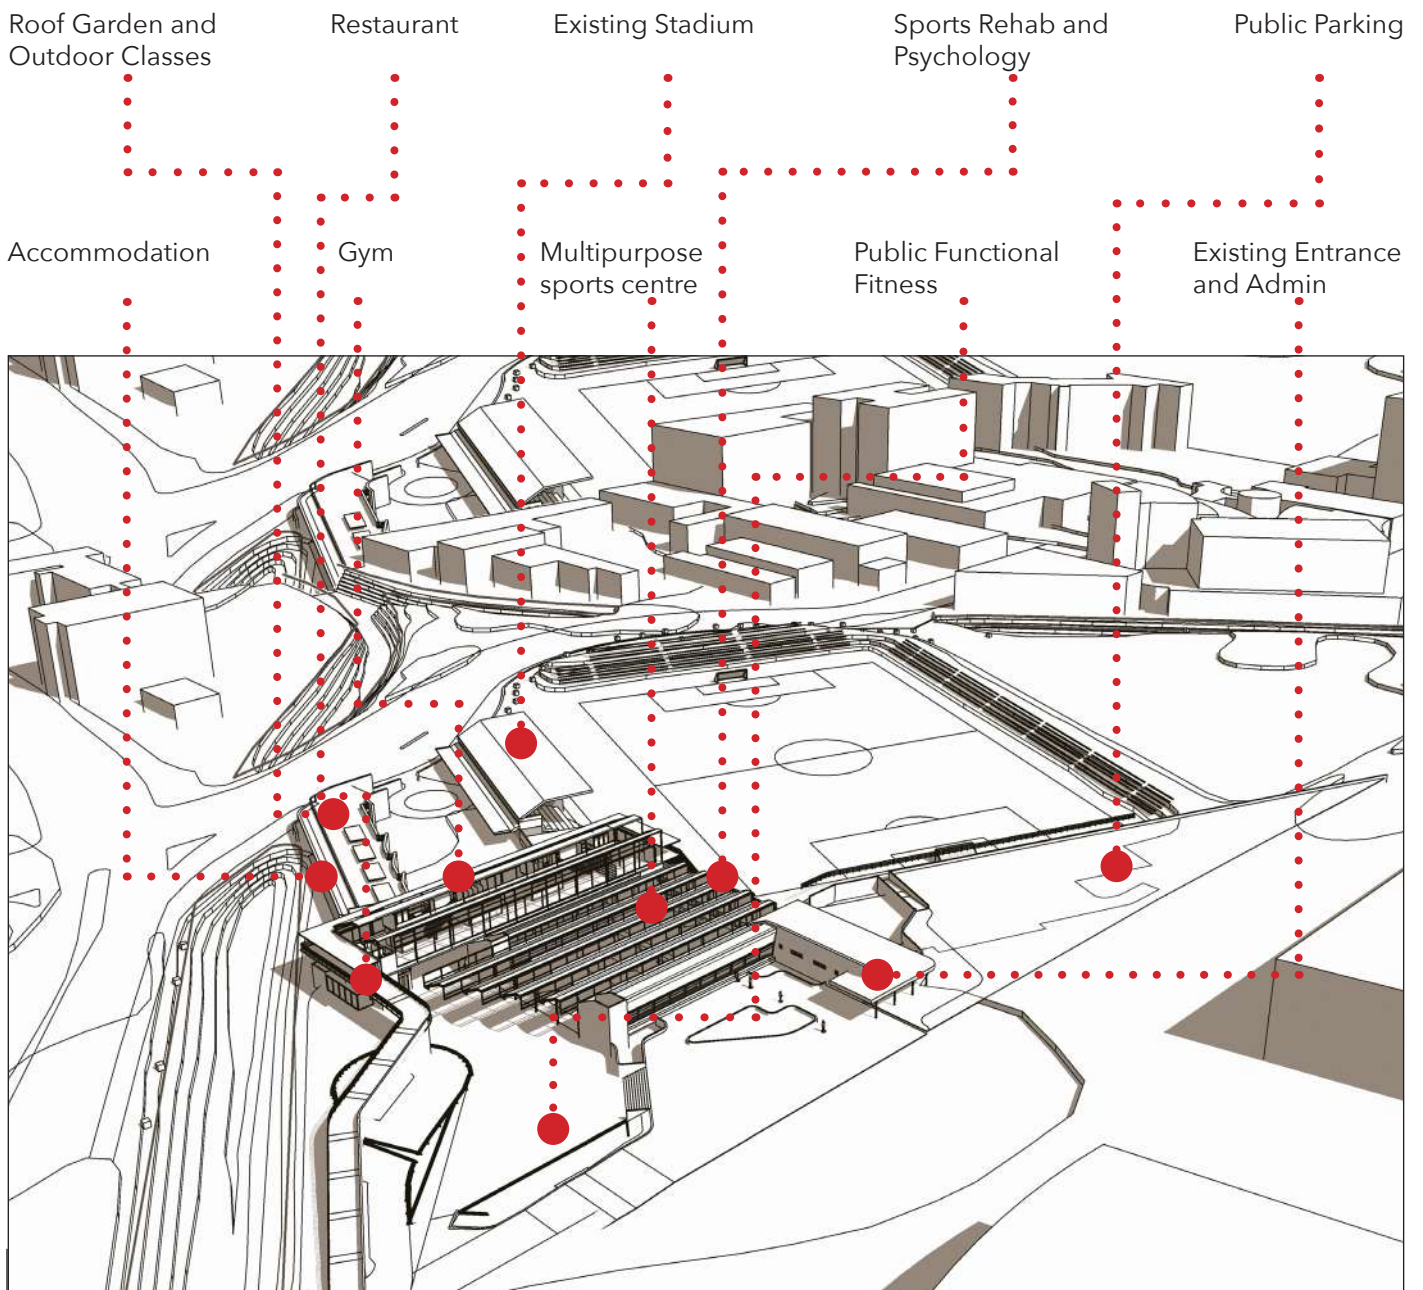 Roof Garden and
Outdoor Classes
Restaurant
Existing Stadium
Sports Rehab and
Psychology
Public Parking
Accommodation
Gym
Multipurpose
sports centre
Public Functional
Fitness
Existing Entrance
and Admin